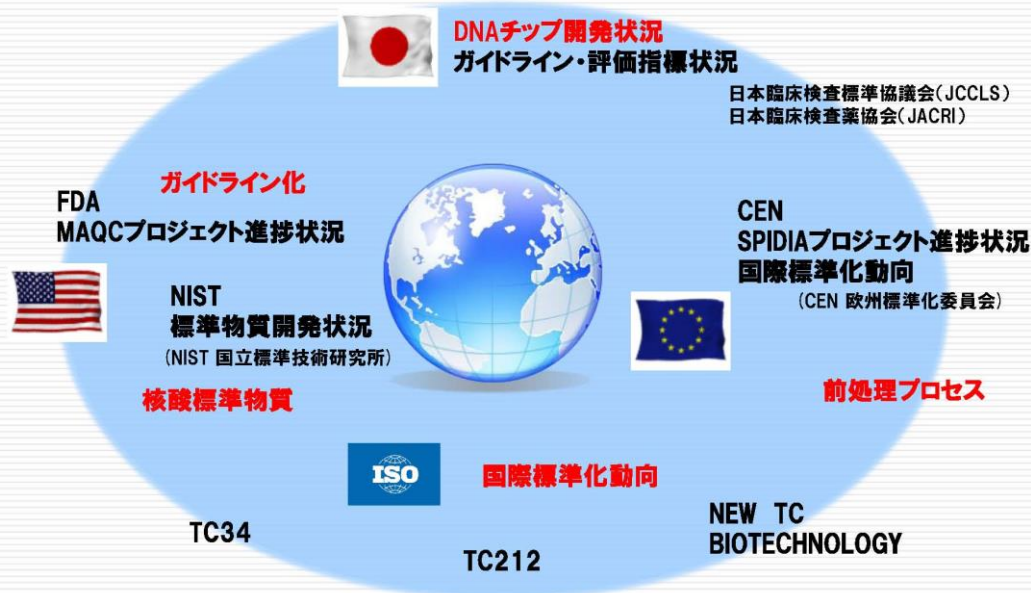 DNAチップ開発状況
ガイドライン・評価指標状況
日本臨床検査標準協議会(JCCLS)
日本臨床検査薬協会(JACRI)
ガイドライン化
FDA
MAQCプロジェクト進捗状況
NIST
標準物質開発状況
(NIST 国立標準技術研究所)
核酸標準物質
CEN
SPIDIAプロジェクト進捗状況
国際標準化動向
(CEN 欧州標準化委員会)
前処理プロセス
ISO
国際標準化動向
TC34
TC212
NEW TC
BIOTECHNOLOGY